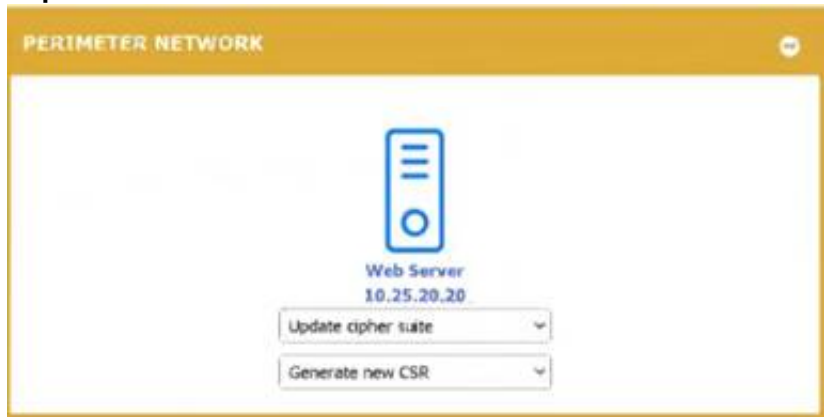 PERIMETER NETWORK
Web Server
10.25.20.20
Update cipher suite
Generate new CSR